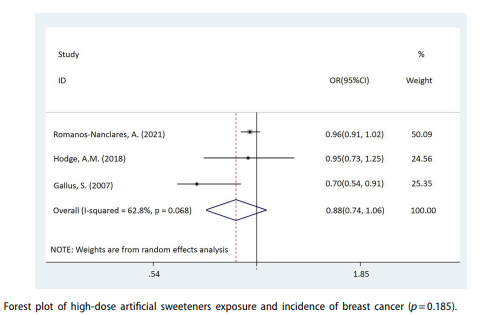 Study %
ID OR(95%CI) Weight
Romanos-Nanclares, A. (2021) 0.96(0.91, 1.02) 50.09
Hodge, A.M. (2018) 0.95(0.73, 1.25) 24.56
Gallus, S. (2007) 0.70(0.54, 0.91) 25.35
Overall (I-squared = 62.8%, p = 0.068) 0.88(0.74, 1.06) 100.00
NOTE: Weights are from random effects analysis
.54 1.85
Forest plot of high-dose artificial sweeteners exposure and incidence of breast cancer (p = 0.185).